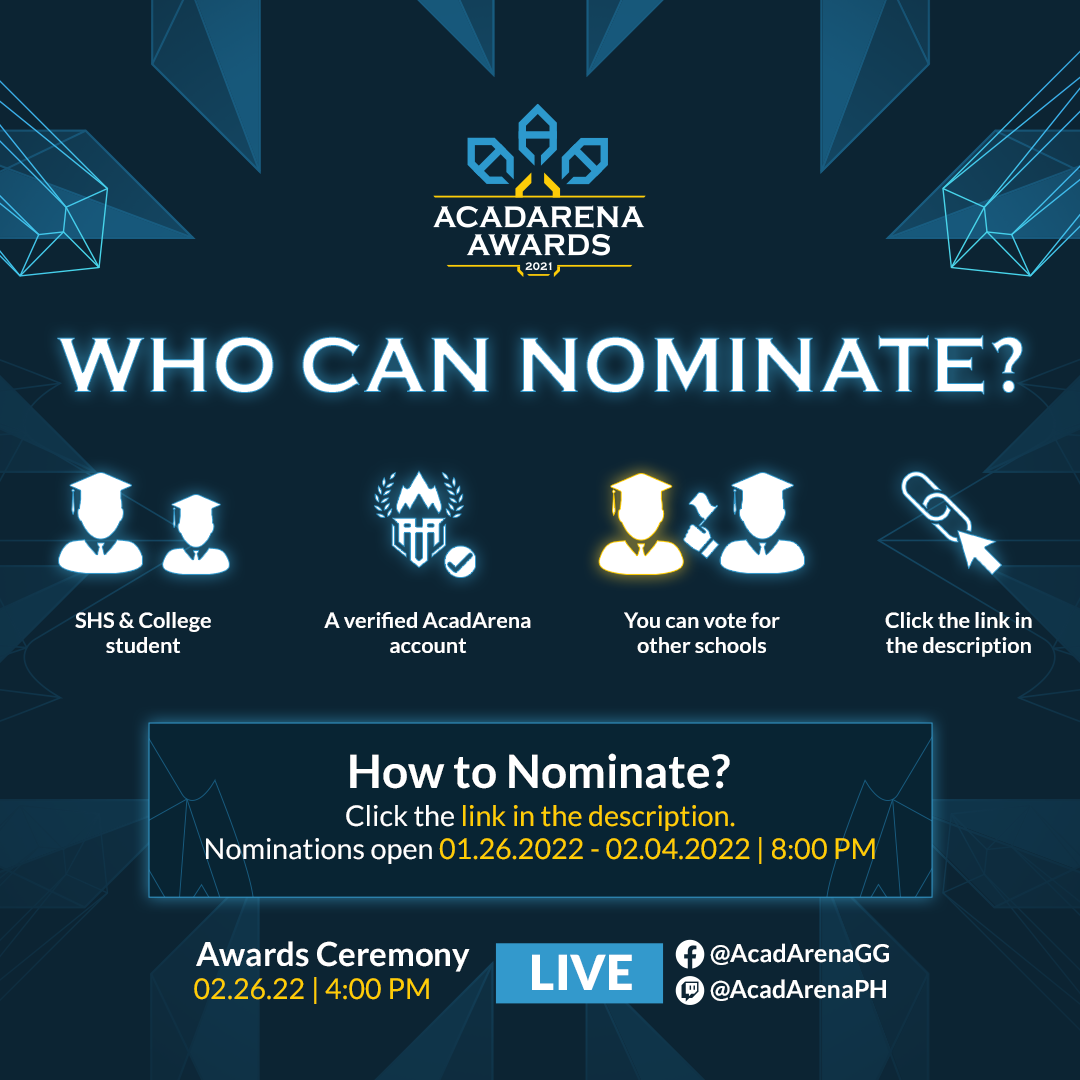 ACADARENA
AWARDS
2021
WHO CAN NOMINATE?
SHS & College
student
A verified AcadArena
account
You can vote for
other schools
Click the link in
the description
How to Nominate?
Click the link in the description.
Nominations open 01.26.2022 - 02.04.2022 | 8:00 PM
Awards Ceremony
02.26.22 | 4:00 PM
LIVE
@AcadArenaGG
@AcadArenaPH